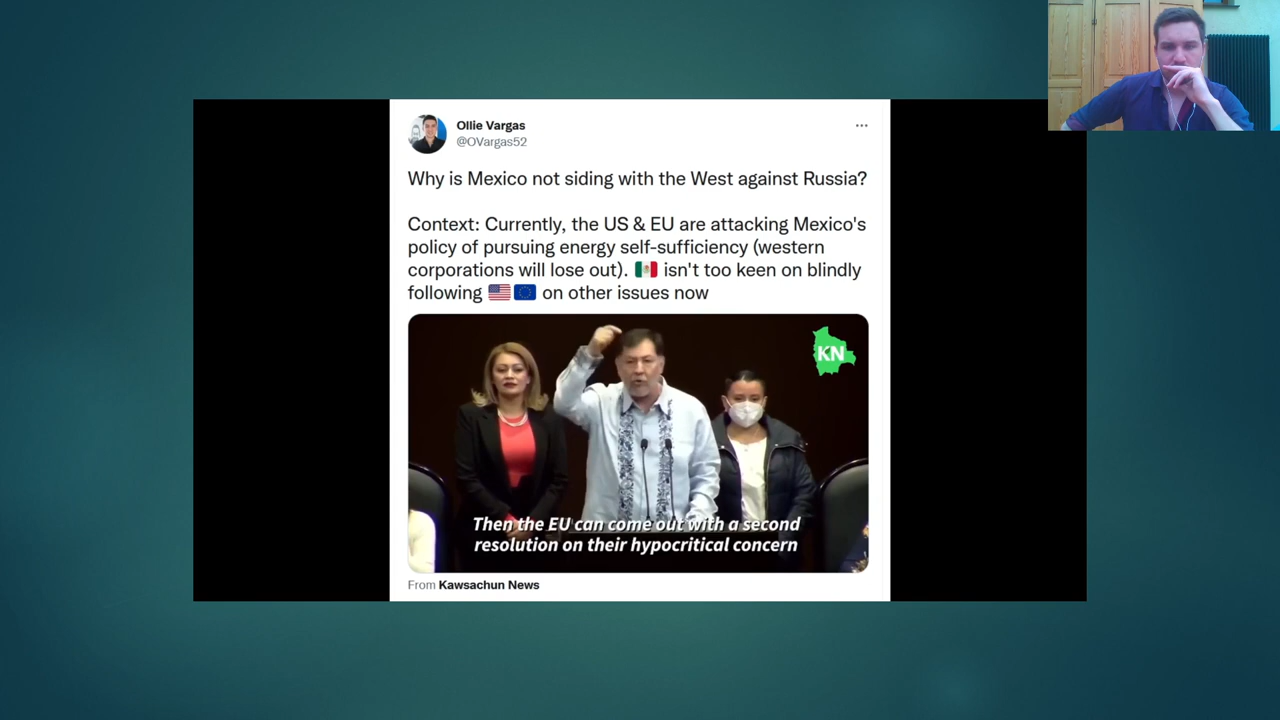 Ollie Vargas
@OVargas52
Why is Mexico not siding with the West against Russia?
Context: Currently, the US & EU are attacking Mexico's
policy of pursuing energy self-sufficiency (western
corporations will lose out). 🇲🇽 isn't too keen on blindly
following 🇺🇸🇪🇺 on other issues now
KN
Then the EU can come out with a second
resolution on their hypocritical concern
From Kawsachun News